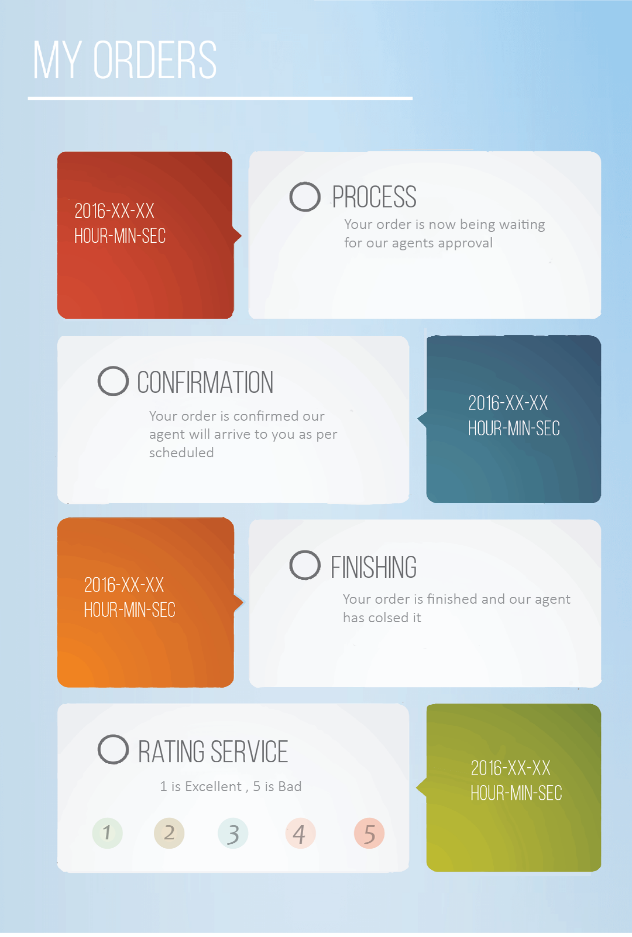 MY ORDERS
2016-XX-XX
HOUR-MIN-SEC
PROCESS
Your order is now being waiting
for our agents approval
CONFIRMATION
Your order is confirmed our
agent will arrive to you as per
scheduled
2016-XX-XX
HOUR-MIN-SEC
2016-XX-XX
HOUR-MIN-SEC
FINISHING
Your order is finished and our agent
has colsed it
RATING SERVICE
1 is Excellent , 5 is Bad
1 2 3 4 5
2016-XX-XX
HOUR-MIN-SEC